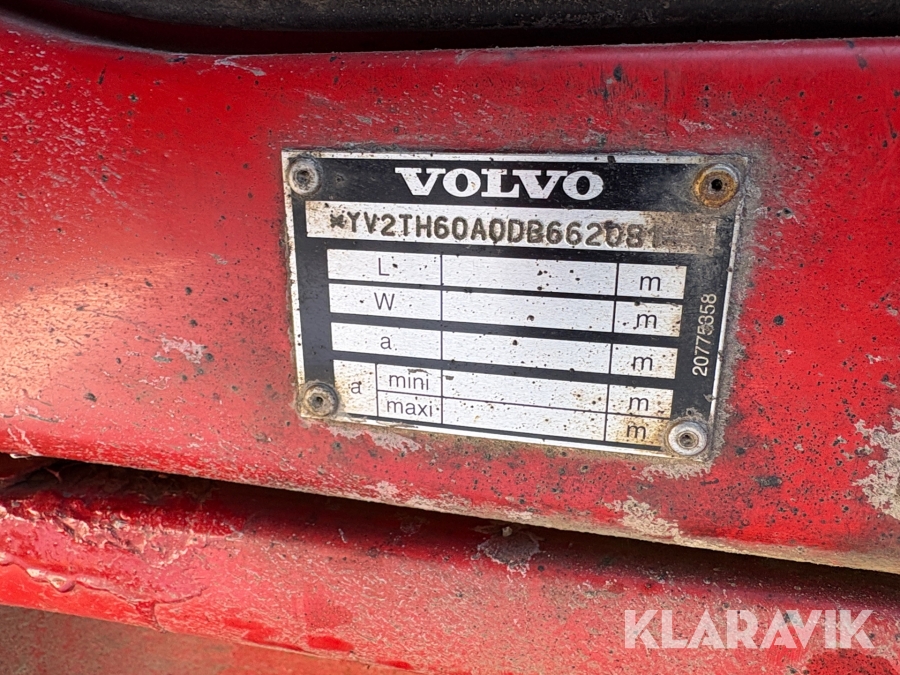 VOLVO
*YV2TH60A0DB662081*
L m
W m
a m
a mini m
maxi m
20775358
KLARAVIK